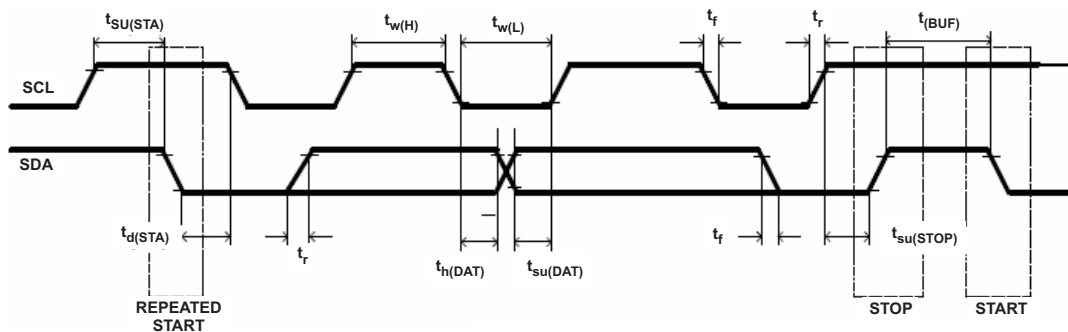 tSU(STA) tw(H) tw(L) tf tr t(BUF)
SCL
SDA
td(STA) tr th(DAT) tsu(DAT) tf tsu(STOP)
REPEATED START STOP START